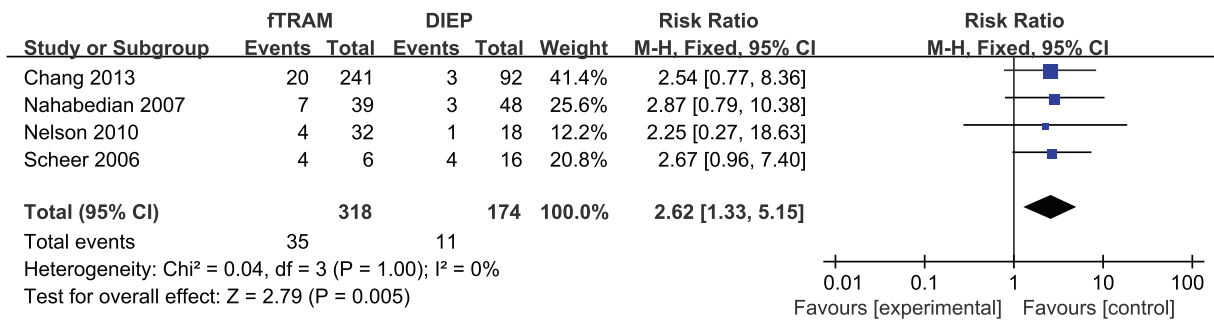 fTRAM DIEP Risk Ratio Risk Ratio
Study or Subgroup Events Total Events Total Weight M-H, Fixed, 95% CI M-H, Fixed, 95% CI
Chang 2013 20 241 3 92 41.4% 2.54 [0.77, 8.36]
Nahabedian 2007 7 39 3 48 25.6% 2.87 [0.79, 10.38]
Nelson 2010 4 32 1 18 12.2% 2.25 [0.27, 18.63]
Scheer 2006 4 6 4 16 20.8% 2.67 [0.96, 7.40]
Total (95% CI) 318 174 100.0% 2.62 [1.33, 5.15]
Total events 35 11
Heterogeneity: Chi² = 0.04, df = 3 (P = 1.00); I² = 0%
Test for overall effect: Z = 2.79 (P = 0.005)
0.01 0.1 1 10 100
Favours [experimental] Favours [control]